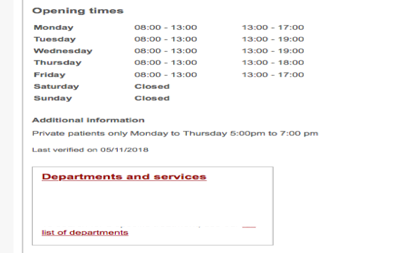 Opening times
Monday 08:00 - 13:00 13:00 - 17:00
Tuesday 08:00 - 13:00 13:00 - 19:00
Wednesday 08:00 - 13:00 13:00 - 19:00
Thursday 08:00 - 13:00 13:00 - 18:00
Friday 08:00 - 13:00 13:00 - 17:00
Saturday Closed
Sunday Closed
Additional information
Private patients only Monday to Thursday 5:00pm to 7:00 pm
Last verified on 05/11/2018
Departments and services
list of departments